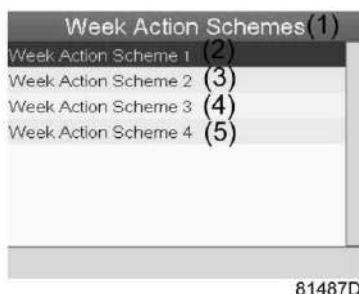 Week Action Schemes(1)
Week Action Scheme 1 (2)
Week Action Scheme 2 (3)
Week Action Scheme 3 (4)
Week Action Scheme 4 (5)
81487D